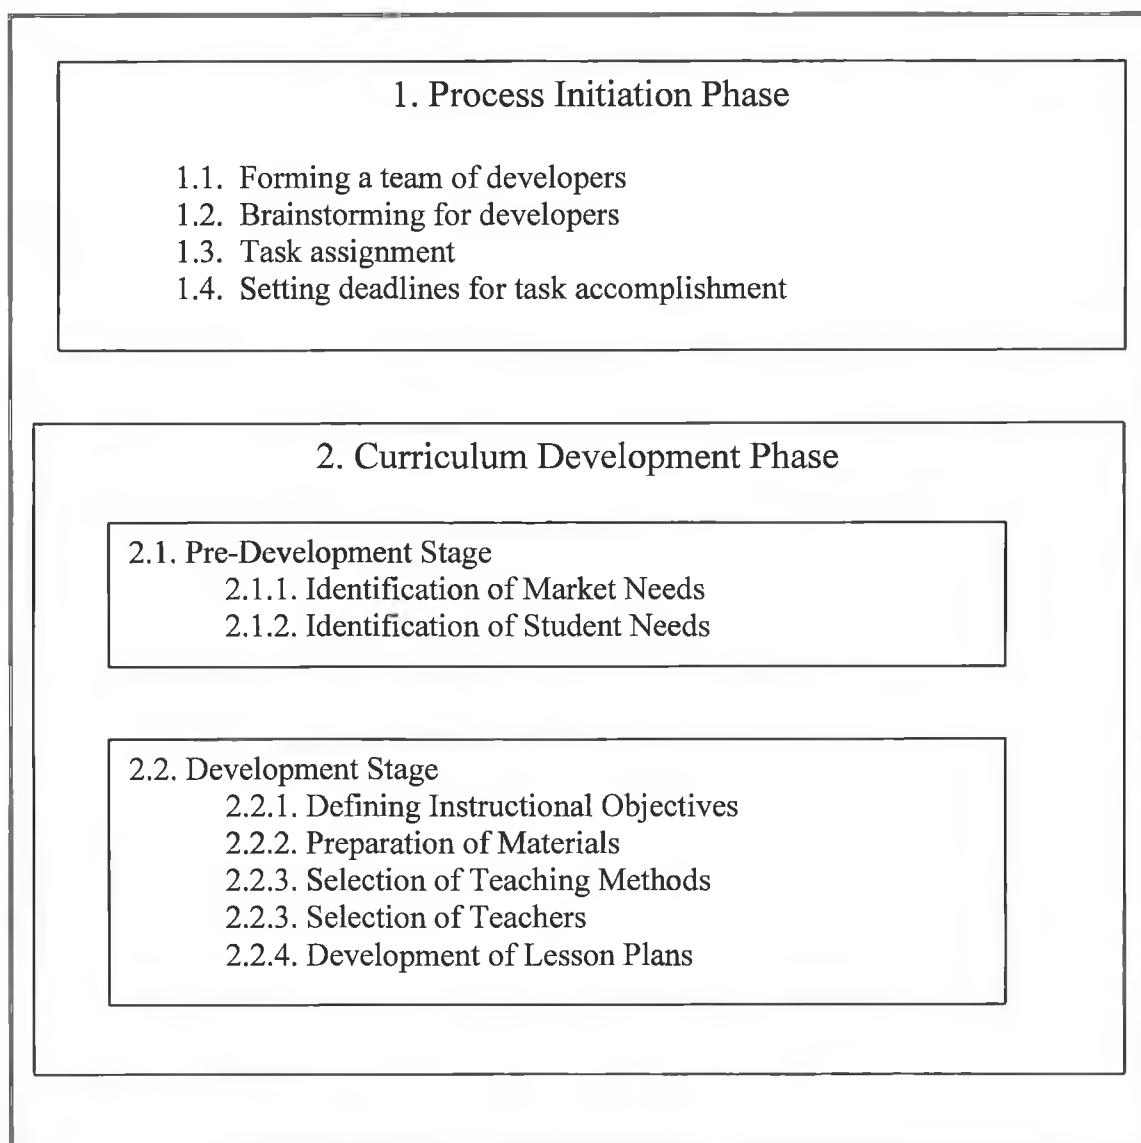 1. Process Initiation Phase
1.1. Forming a team of developers
1.2. Brainstorming for developers
1.3. Task assignment
1.4. Setting deadlines for task accomplishment
2. Curriculum Development Phase
2.1. Pre-Development Stage
2.1.1. Identification of Market Needs
2.1.2. Identification of Student Needs
2.2. Development Stage
2.2.1. Defining Instructional Objectives
2.2.2. Preparation of Materials
2.2.3. Selection of Teaching Methods
2.2.3. Selection of Teachers
2.2.4. Development of Lesson Plans